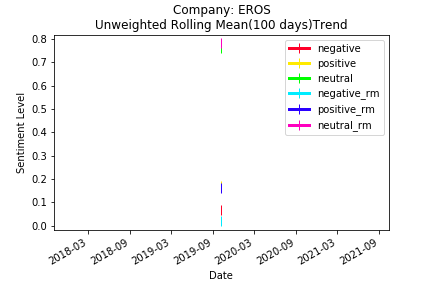 Company: EROS
Unweighted Rolling Mean(100 days)Trend
Sentiment Level
0.8
0.7
0.6
0.5
0.4
0.3
0.2
0.1
0.0
negative
positive
neutral
negative_rm
positive_rm
neutral_rm
2018-03
2018-09
2019-03
2019-09
2020-03
2020-09
2021-03
2021-09
Date